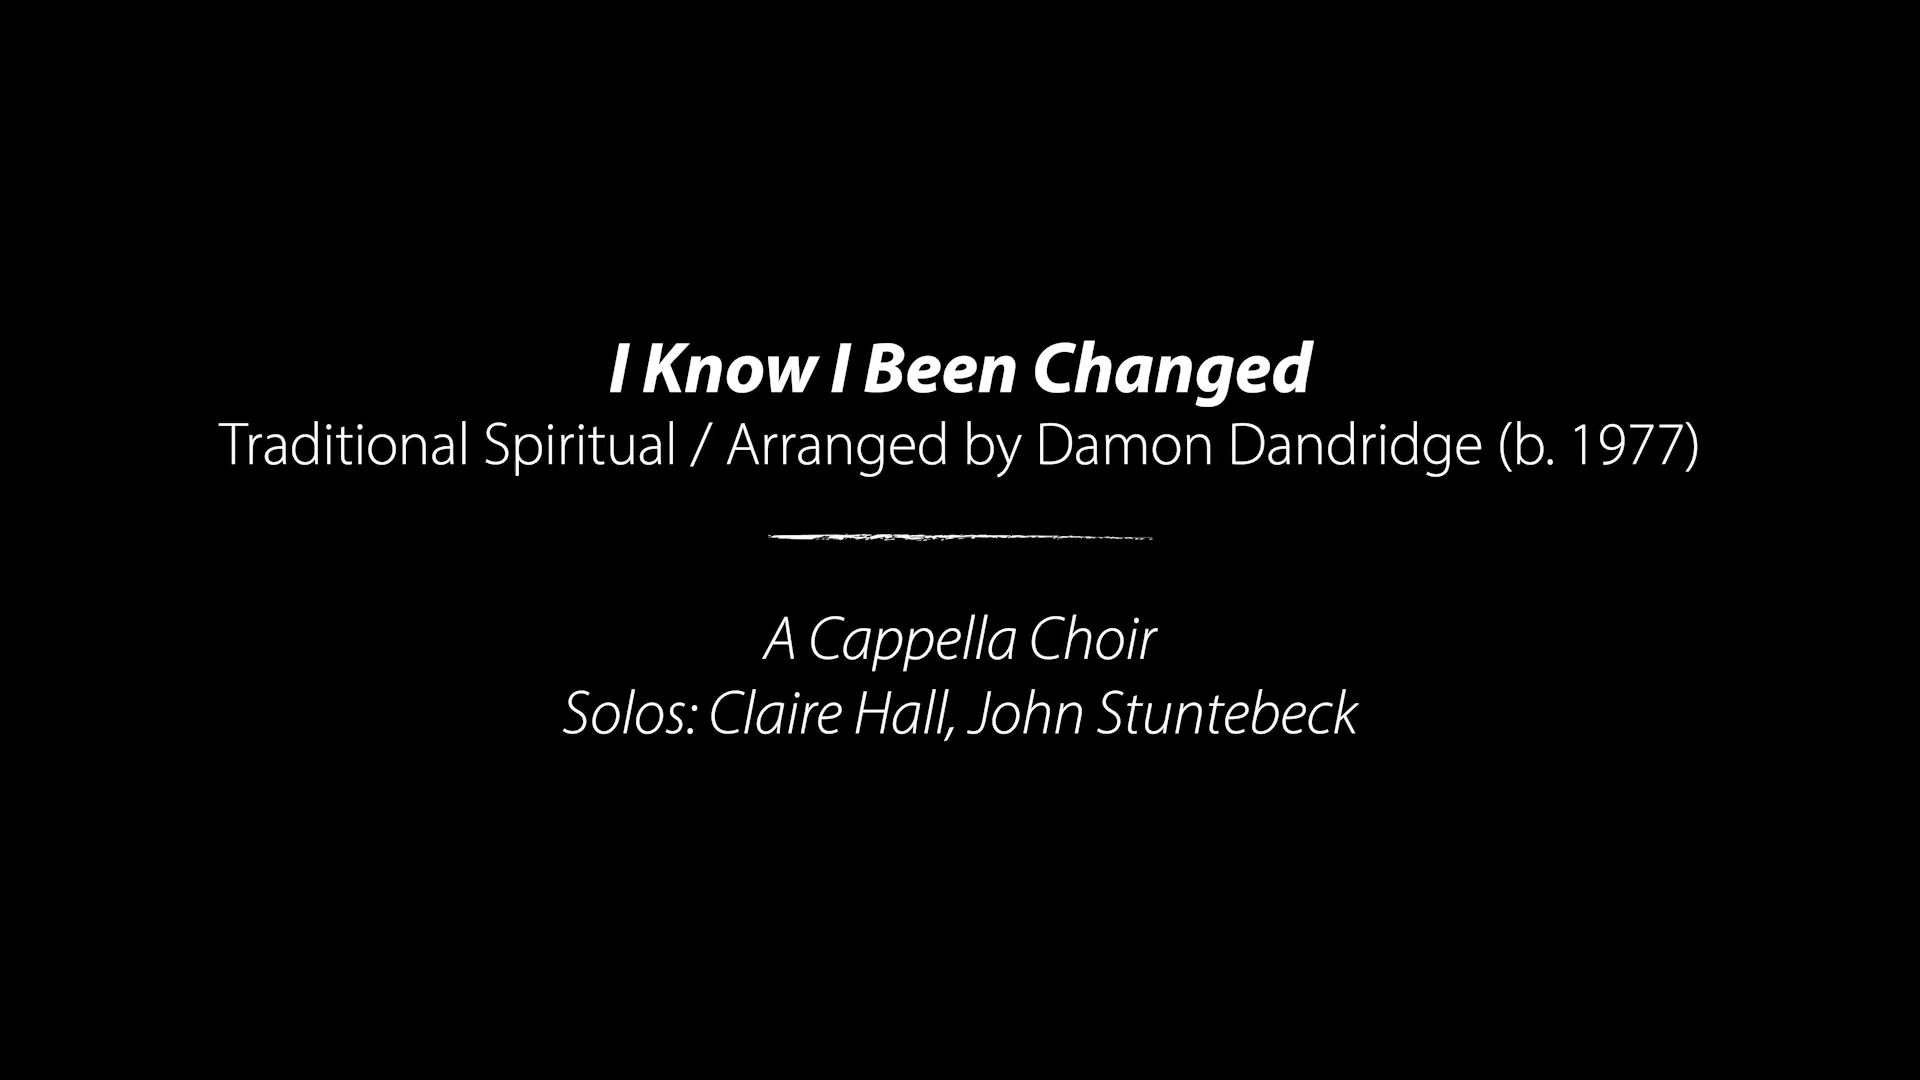 I Know I Been Changed
Traditional Spiritual / Arranged by Damon Dandridge (b. 1977)
A Cappella Choir
Solos: Claire Hall, John Stuntebeck